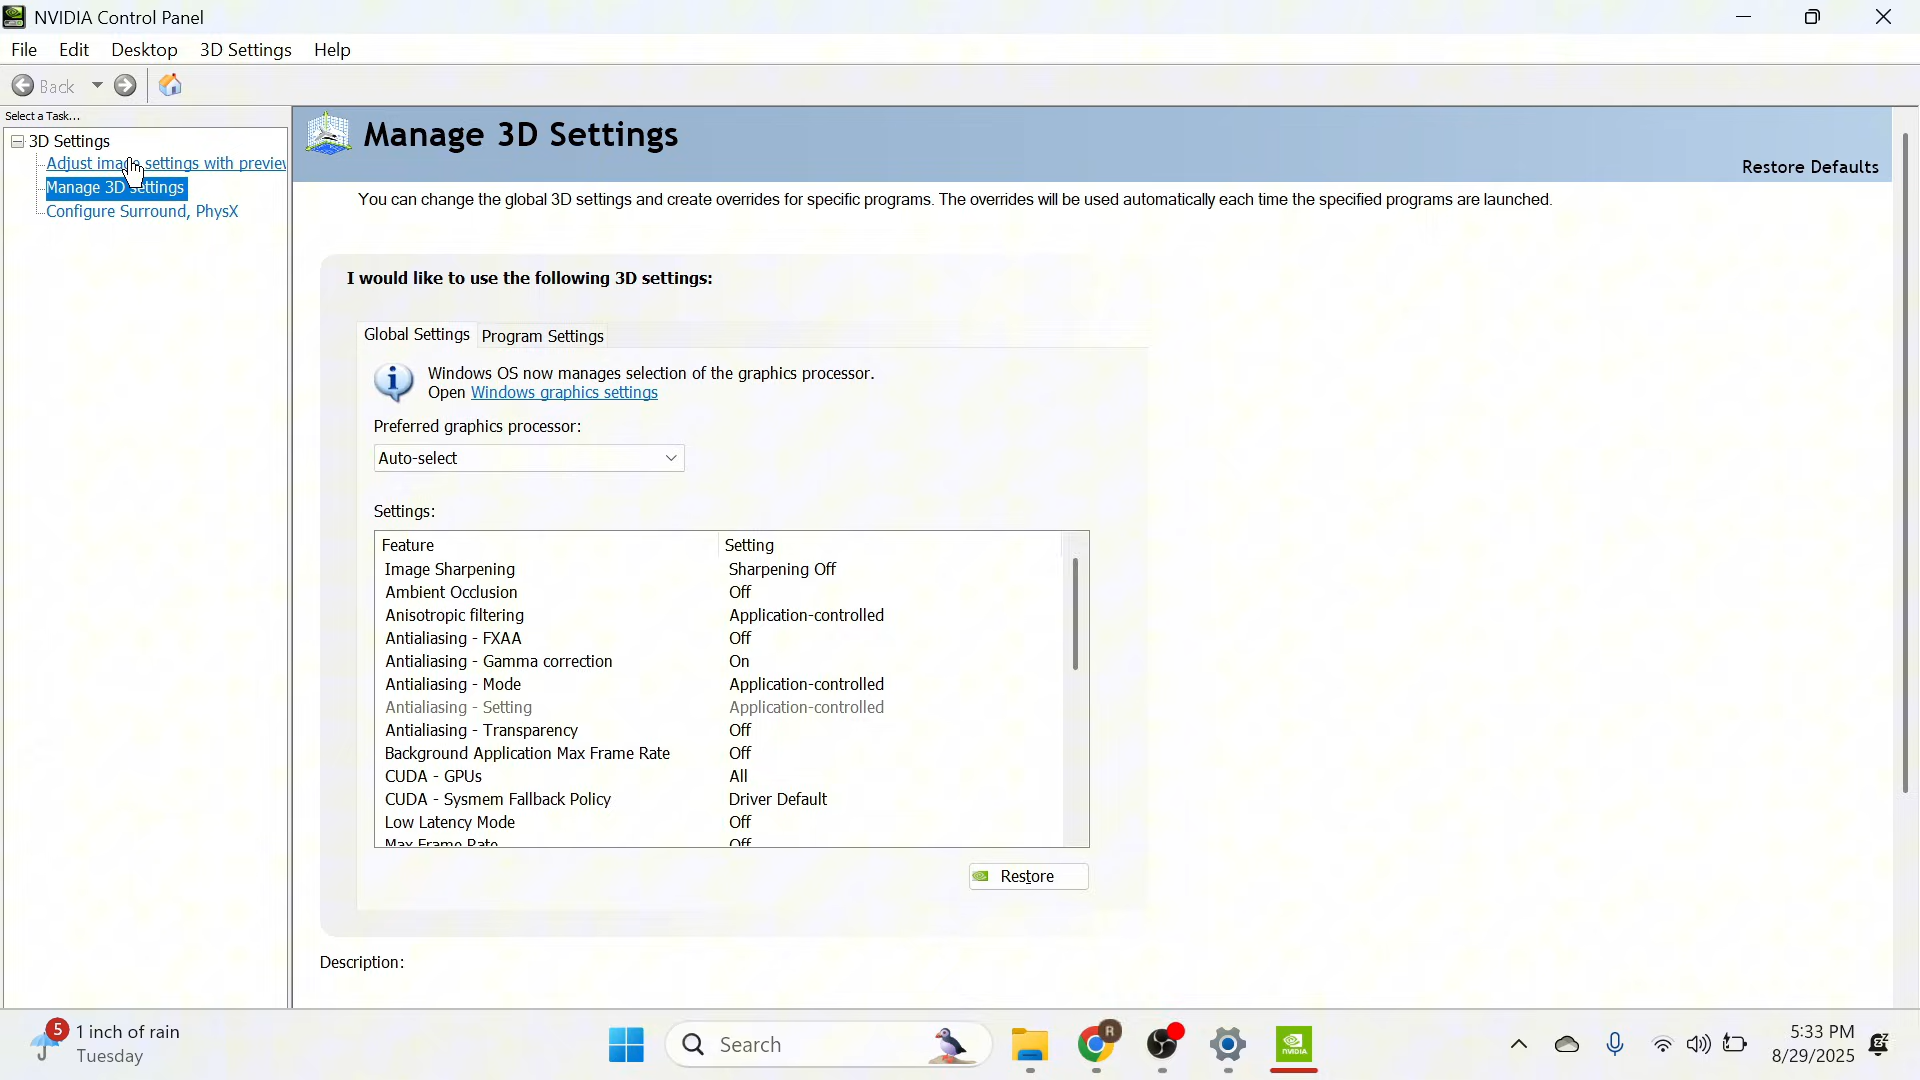 NVIDIA Control Panel
File Edit Desktop 3D Settings Help
Back
Select a Task...
3D Settings
Adjust image settings with preview
Manage 3D Settings
Configure Surround, PhysX
Manage 3D Settings
Restore Defaults
You can change the global 3D settings and create overrides for specific programs. The overrides will be used automatically each time the specified programs are launched.
I would like to use the following 3D settings:
Global Settings Program Settings
Windows OS now manages selection of the graphics processor.
Open Windows graphics settings
Preferred graphics processor:
Auto-select
Settings:
Feature Setting
Image Sharpening Sharpening Off
Ambient Occlusion Off
Anisotropic filtering Application-controlled
Antialiasing - FXAA Off
Antialiasing - Gamma correction On
Antialiasing - Mode Application-controlled
Antialiasing - Setting Application-controlled
Antialiasing - Transparency Off
Background Application Max Frame Rate Off
CUDA - GPUs All
CUDA - Sysmem Fallback Policy Driver Default
Low Latency Mode Off
Max Frame Rate Off
Restore
Description:
5
1 inch of rain
Tuesday
Search
R
NVIDIA
5:33 PM
8/29/2025